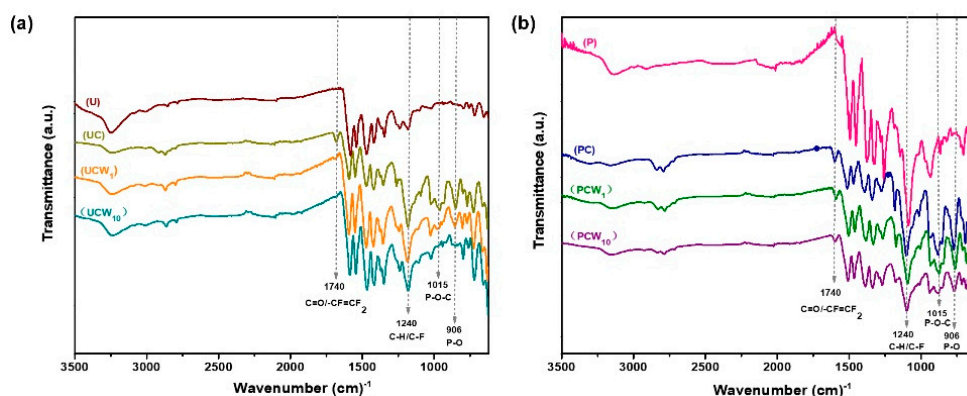 (a)
Transmittance (a.u.)
(U)
(UC)
(UCW1)
(UCW10)
1740
C=O/-CF=CF2
1240
C-H/C-F
1015
P-O-C
906
P-O
3500 3000 2500 2000 1500 1000
Wavenumber (cm)-1
(b)
Transmittance (a.u.)
(P)
(PC)
(PCW1)
(PCW10)
1740
C=O/-CF=CF2
1240
C-H/C-F
1015
P-O-C
906
P-O
3500 3000 2500 2000 1500 1000
Wavenumber (cm)-1